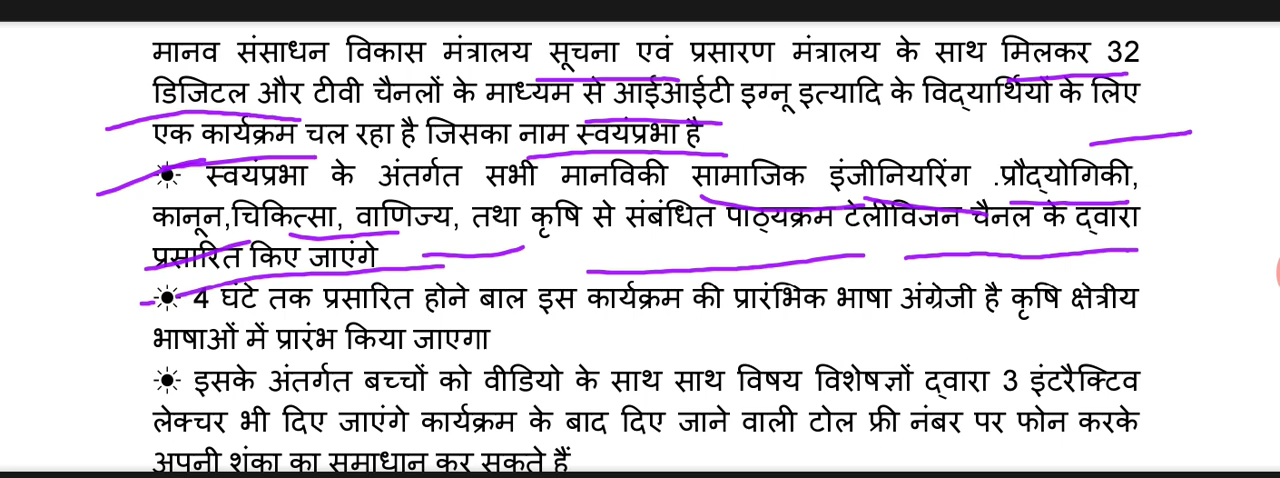 मानव संसाधन विकास मंत्रालय सूचना एवं प्रसारण मंत्रालय के साथ मिलकर 32
डिजिटल और टीवी चैनलों के माध्यम से आईआईटी इग्नू इत्यादि के विद्यार्थियों के लिए
एक कार्यक्रम चल रहा है जिसका नाम स्वयंप्रभा है
☀ स्वयंप्रभा के अंतर्गत सभी मानविकी सामाजिक इंजीनियरिंग .प्रौद्योगिकी,
कानून,चिकित्सा, वाणिज्य, तथा कृषि से संबंधित पाठ्यक्रम टेलीविजन चैनल के द्वारा
प्रसारित किए जाएंगे
☀ 4 घंटे तक प्रसारित होने बाल इस कार्यक्रम की प्रारंभिक भाषा अंग्रेजी है कृषि क्षेत्रीय
भाषाओं में प्रारंभ किया जाएगा
☀ इसके अंतर्गत बच्चों को वीडियो के साथ साथ विषय विशेषज्ञों द्वारा 3 इंटरैक्टिव
लेक्चर भी दिए जाएंगे कार्यक्रम के बाद दिए जाने वाली टोल फ्री नंबर पर फोन करके
अपनी शंका का समाधान कर सकते हैं